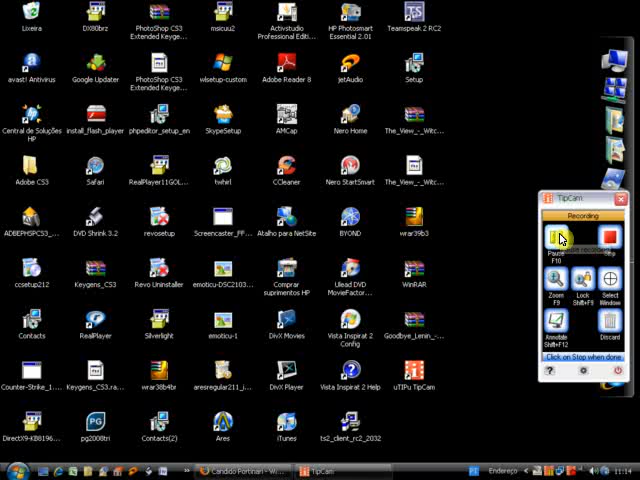 Lixeira
DX80brz
PhotoShop CS3
Extended Keyge...
msicuu2
Activstudio
Professional Editi...
HP Photosmart
Essential 2.01
Teamspeak 2 RC2
avast! Antivirus
Google Updater
PhotoShop CS3
Extended Keyge...
wlsetup-custom
Adobe Reader 8
jetAudio
Setup
Central de Soluções
HP
install_flash_player
phpeditor_setup_en
SkypeSetup
AMCap
Nero Home
The_View_-_Witc...
Adobe CS3
Safari
RealPlayer11GOL...
twhirl
CCleaner
Nero StartSmart
The_View_-_Witc...
ADBEPHSPCS3_...
DVD Shrink 3.2
revosetup
Screencaster_FF...
Atalho para NetSite
BYOND
wrar39b3
ccsetup212
Keygens_CS3
Revo Uninstaller
emoticu-DSC2103...
Comprar
suprimentos HP
Ulead DVD
MovieFactor...
WinRAR
Contacts
RealPlayer
Silverlight
emoticu-1
DivX Movies
Vista Inspirat 2
Config
Goodbye_Lenin_-...
Counter-Strike_1...
Keygens_CS3.ra...
wrar38b4br
aresregular211_i...
DivX Player
Vista Inspirat 2 Help
uTIPu TipCam
DirectX9-KB8196...
pg2008tri
Contacts(2)
Ares
iTunes
ts2_client_rc2_2032
TipCam
Recording
Pause
F10
Stop
Zoom
F9
Lock
Shift+F9
Select
Window
Annotate
Shift+F12
Discard
Click on Stop when done
Candido Portinari - Wi...
TipCam
PT
Endereço
11:14